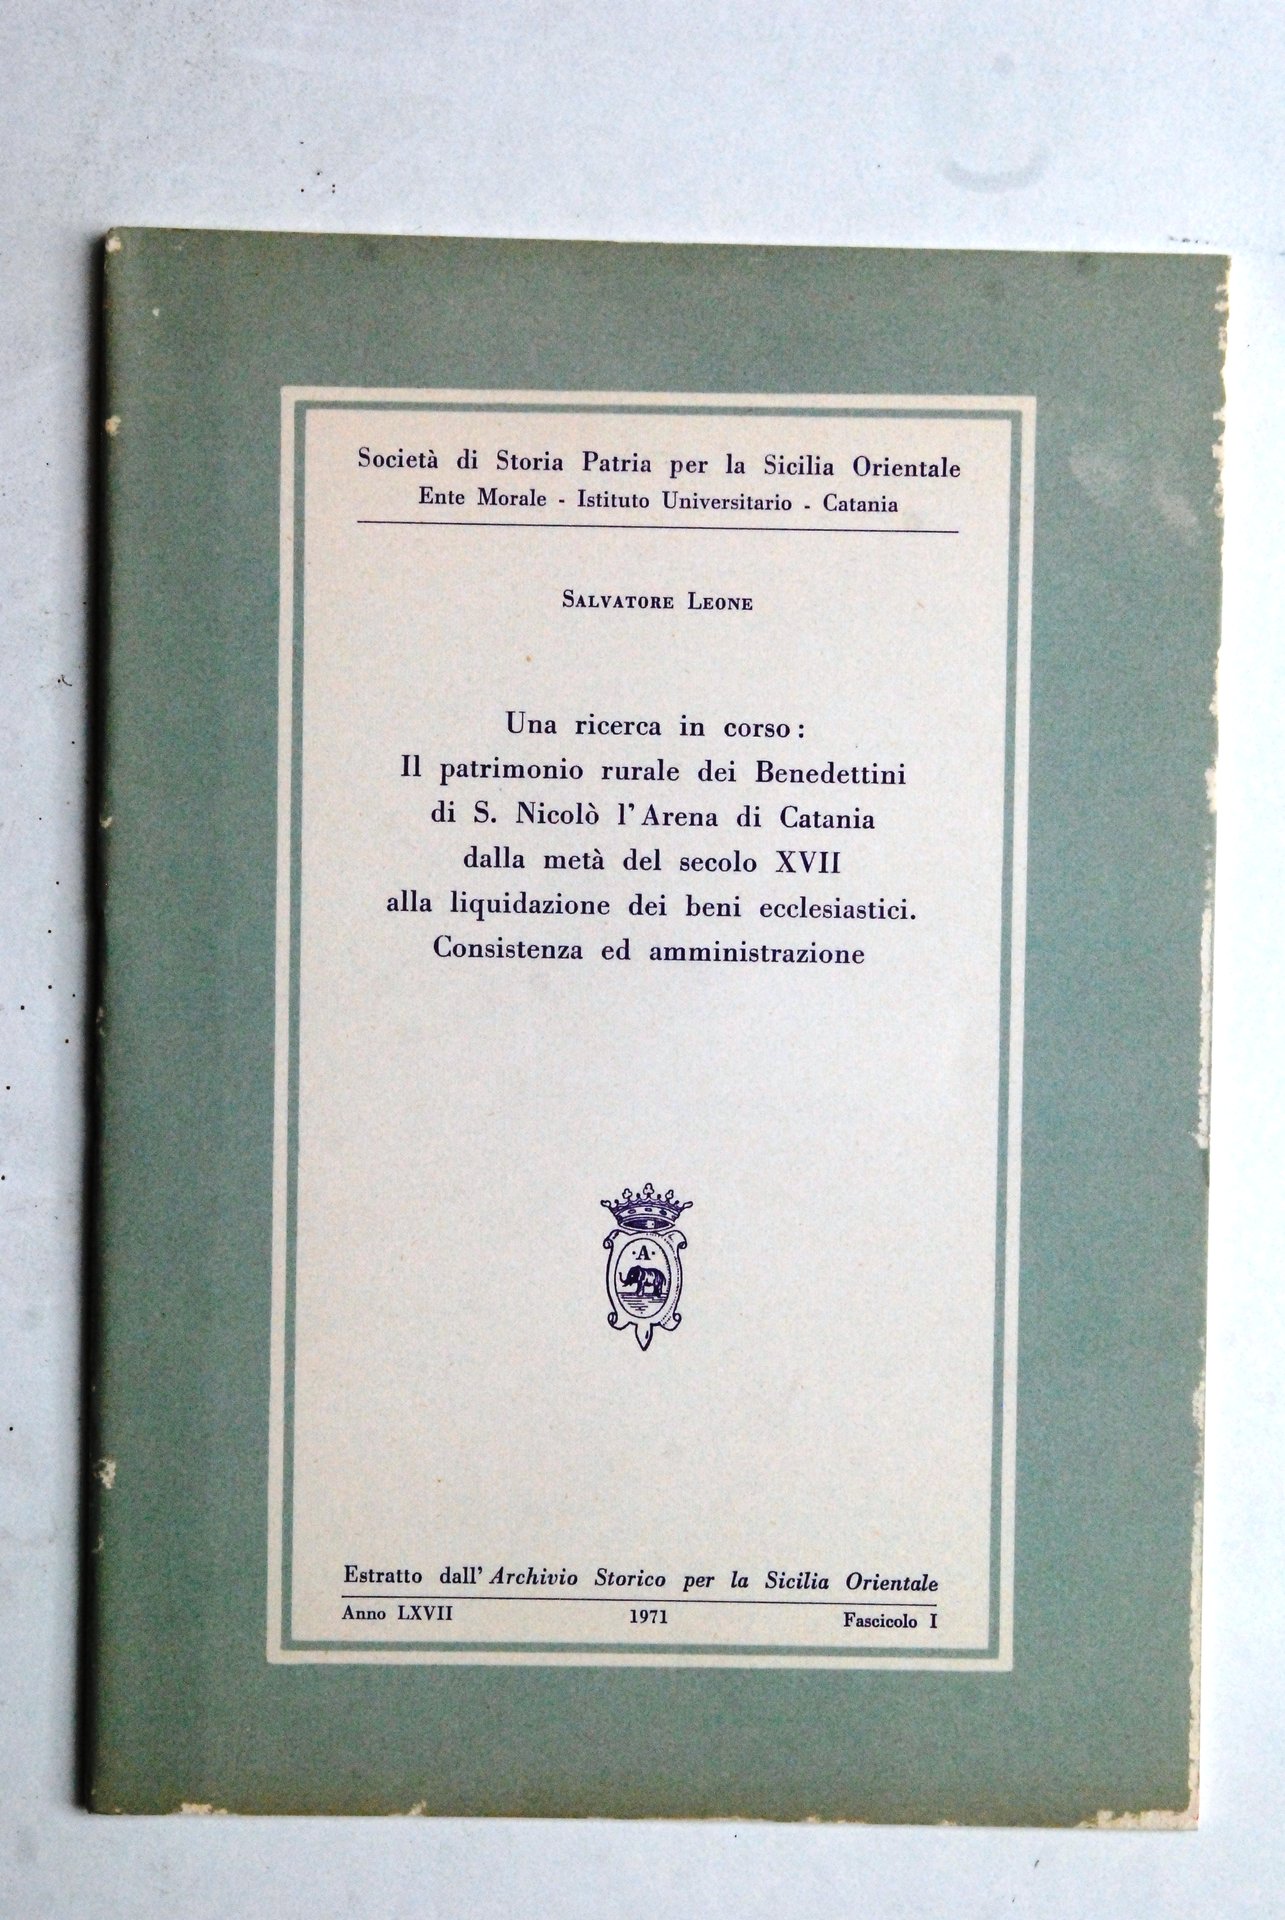 Società di Storia Patria per la Sicilia Orientale
Ente Morale - Istituto Universitario - Catania
Salvatore Leone
Una ricerca in corso:
Il patrimonio rurale dei Benedettini
di S. Nicolò l'Arena di Catania
dalla metà del secolo XVII
alla liquidazione dei beni ecclesiastici.
Consistenza ed amministrazione
·A·
Estratto dall'Archivio Storico per la Sicilia Orientale
Anno LXVII 1971 Fascicolo I